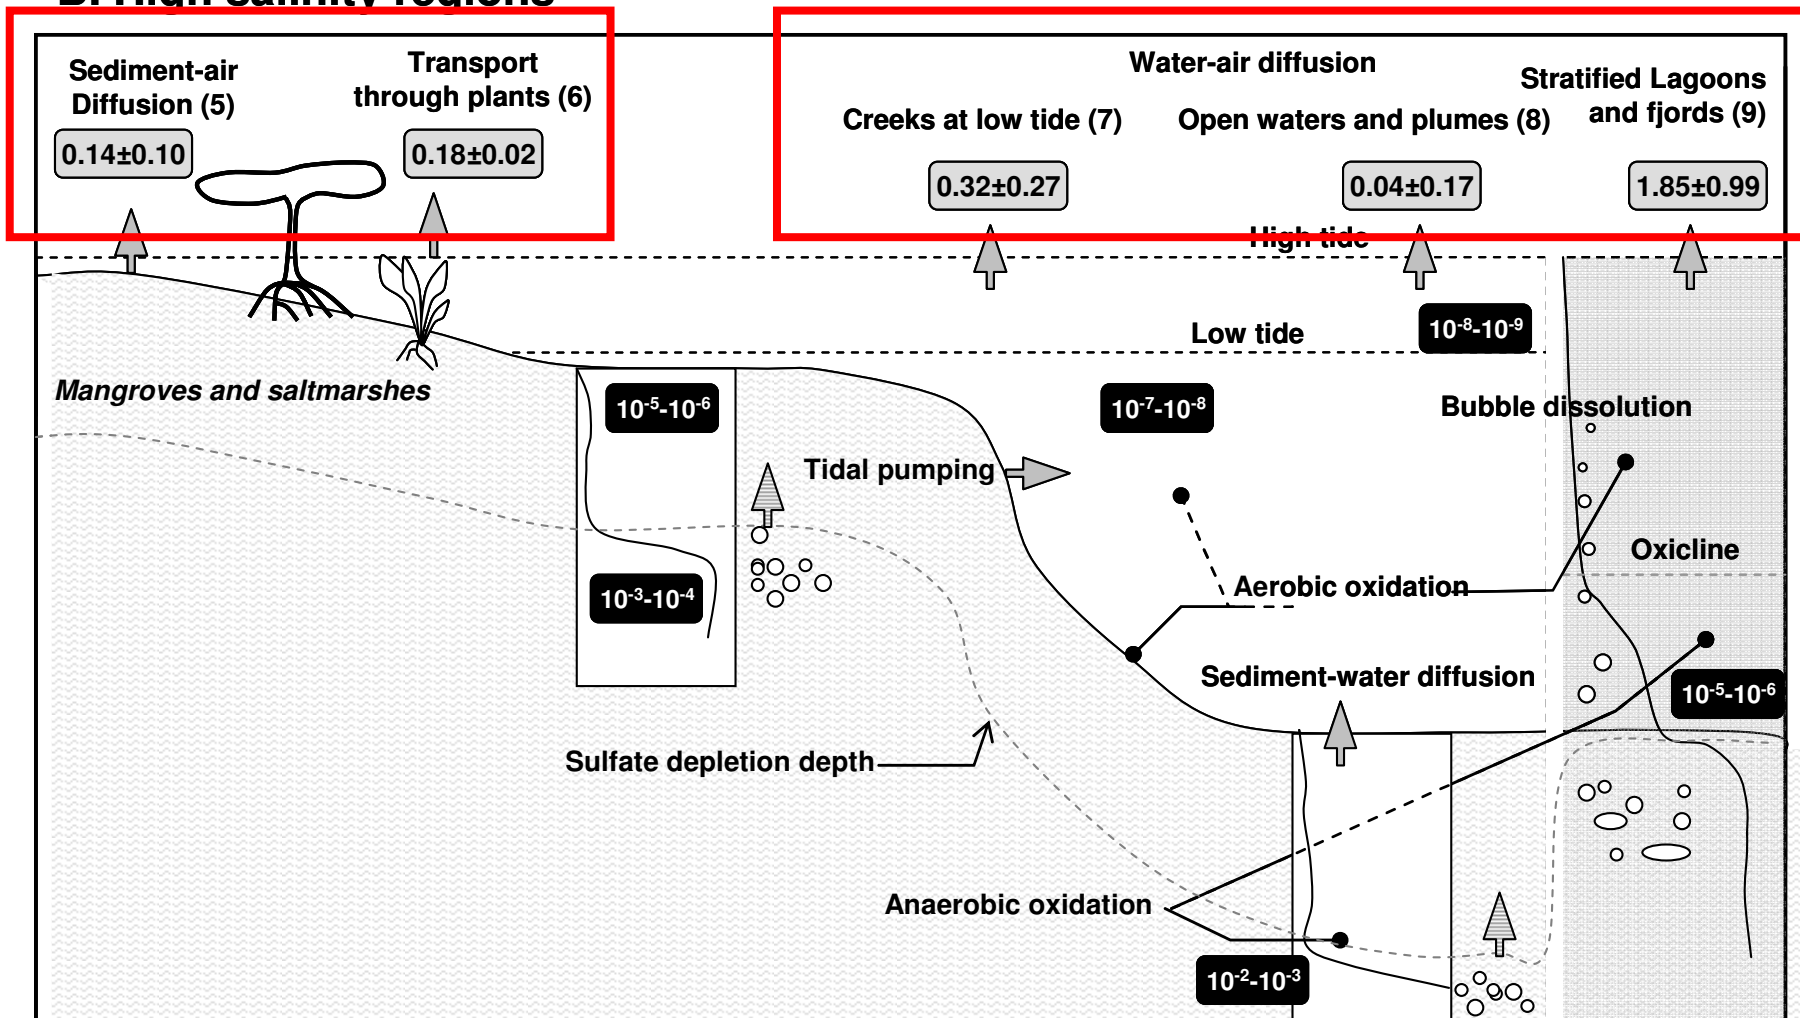 B. High salinity regions
Sediment-air
Diffusion (5)
0.14±0.10
Transport
through plants (6)
0.18±0.02
Water-air diffusion
Creeks at low tide (7)
0.32±0.27
Open waters and plumes (8)
0.04±0.17
Stratified Lagoons
and fjords (9)
1.85±0.99
High tide
Low tide
10⁻⁸-10⁻⁹
Mangroves and saltmarshes
10⁻⁵-10⁻⁶
10⁻⁷-10⁻⁸
Bubble dissolution
Tidal pumping
Oxicline
10⁻³-10⁻⁴
Aerobic oxidation
Sediment-water diffusion
10⁻⁵-10⁻⁶
Sulfate depletion depth
Anaerobic oxidation
10⁻²-10⁻³